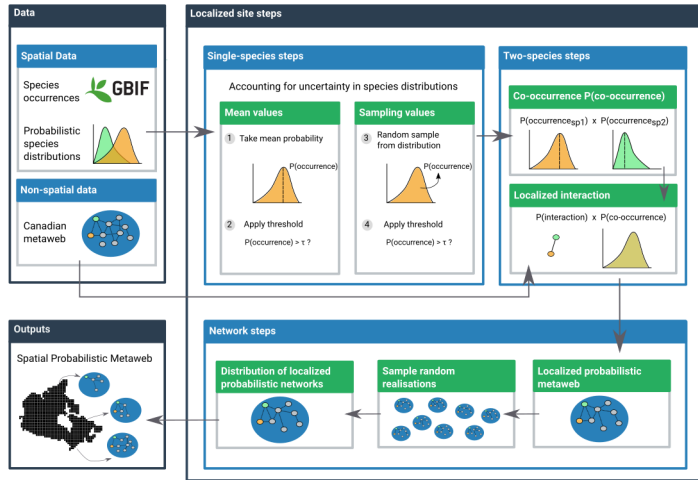 Data
Spatial Data
Species
occurrences
GBIF
Probabilistic
species
distributions
Non-spatial data
Canadian
metaweb
Localized site steps
Single-species steps
Accounting for uncertainty in species distributions
Mean values
1 Take mean probability
P(occurrence)
2 Apply threshold
P(occurrence) > τ ?
Sampling values
3 Random sample
from distribution
P(occurrence)
4 Apply threshold
P(occurrence) > τ ?
Two-species steps
Co-occurrence P(co-occurrence)
P(occurrencesp1) x P(occurrencesp2)
Localized interaction
P(interaction) x P(co-occurrence)
Network steps
Localized probabilistic
metaweb
Sample random
realisations
Distribution of localized
probabilistic networks
Outputs
Spatial Probabilistic Metaweb